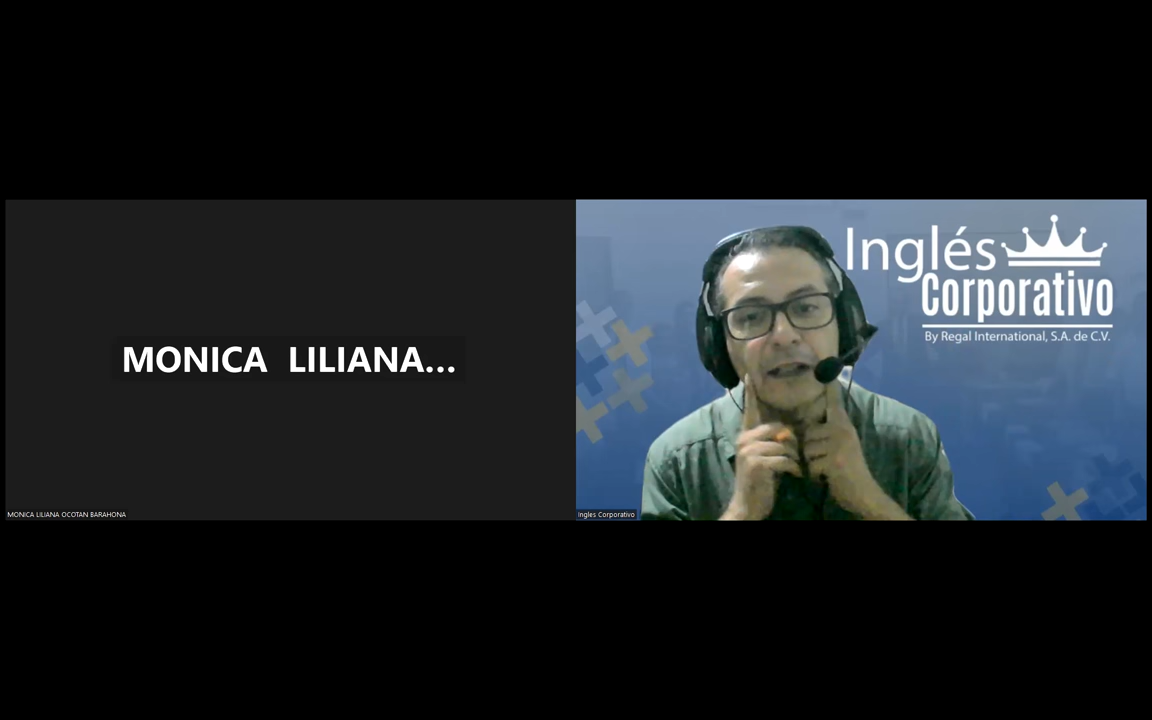 MONICA LILIANA...
MONICA LILIANA OCOTAN BARAHONA
Inglés
Corporativo
By Regal International, S.A. de C.V.
Ingles Corporativo